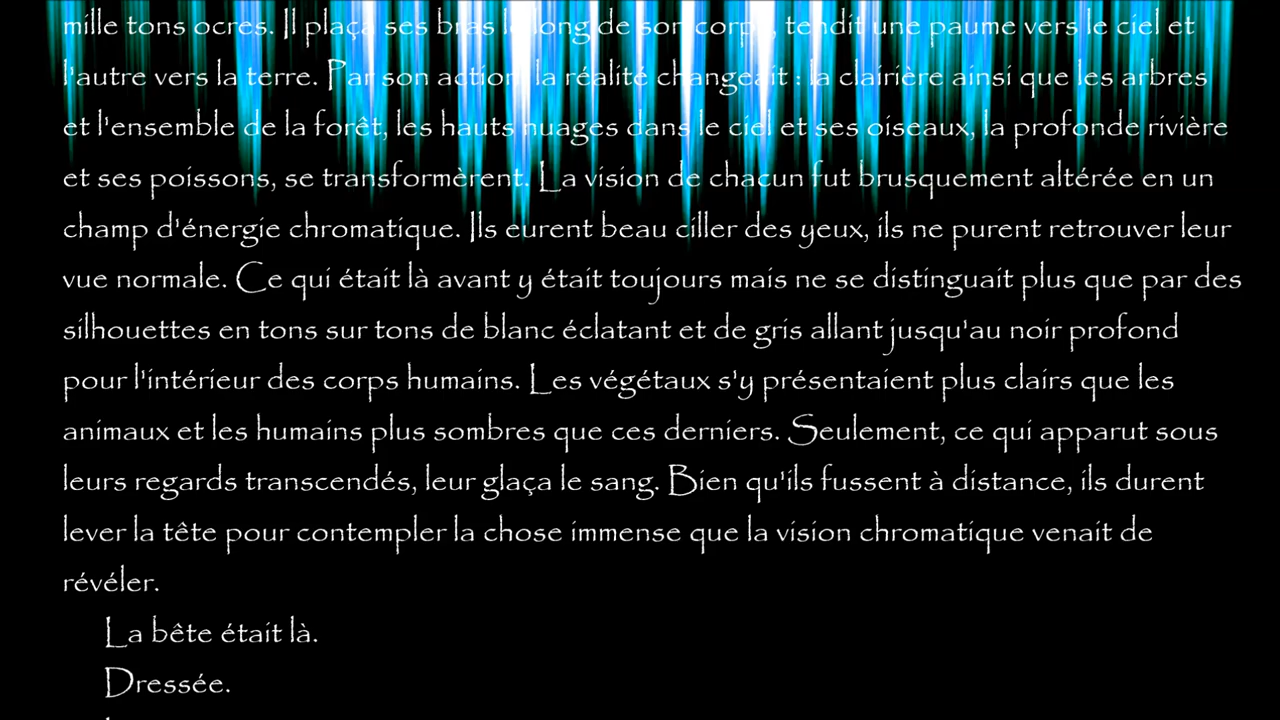 mille tons ocres. Il plaça ses bras le long de son corps, tendit une paume vers le ciel et
l'autre vers la terre. Par son action, la réalité changeait : la clairière ainsi que les arbres
et l'ensemble de la forêt, les hauts nuages dans le ciel et ses oiseaux, la profonde rivière
et ses poissons, se transformèrent. La vision de chacun fut brusquement altérée en un
champ d'énergie chromatique. Ils eurent beau ciller des yeux, ils ne purent retrouver leur
vue normale. Ce qui était là avant y était toujours mais ne se distinguait plus que par des
silhouettes en tons sur tons de blanc éclatant et de gris allant jusqu'au noir profond
pour l'intérieur des corps humains. Les végétaux s'y présentaient plus clairs que les
animaux et les humains plus sombres que ces derniers. Seulement, ce qui apparut sous
leurs regards transcendés, leur glaça le sang. Bien qu'ils fussent à distance, ils durent
lever la tête pour contempler la chose immense que la vision chromatique venait de
révéler.
La bête était là.
Dressée.